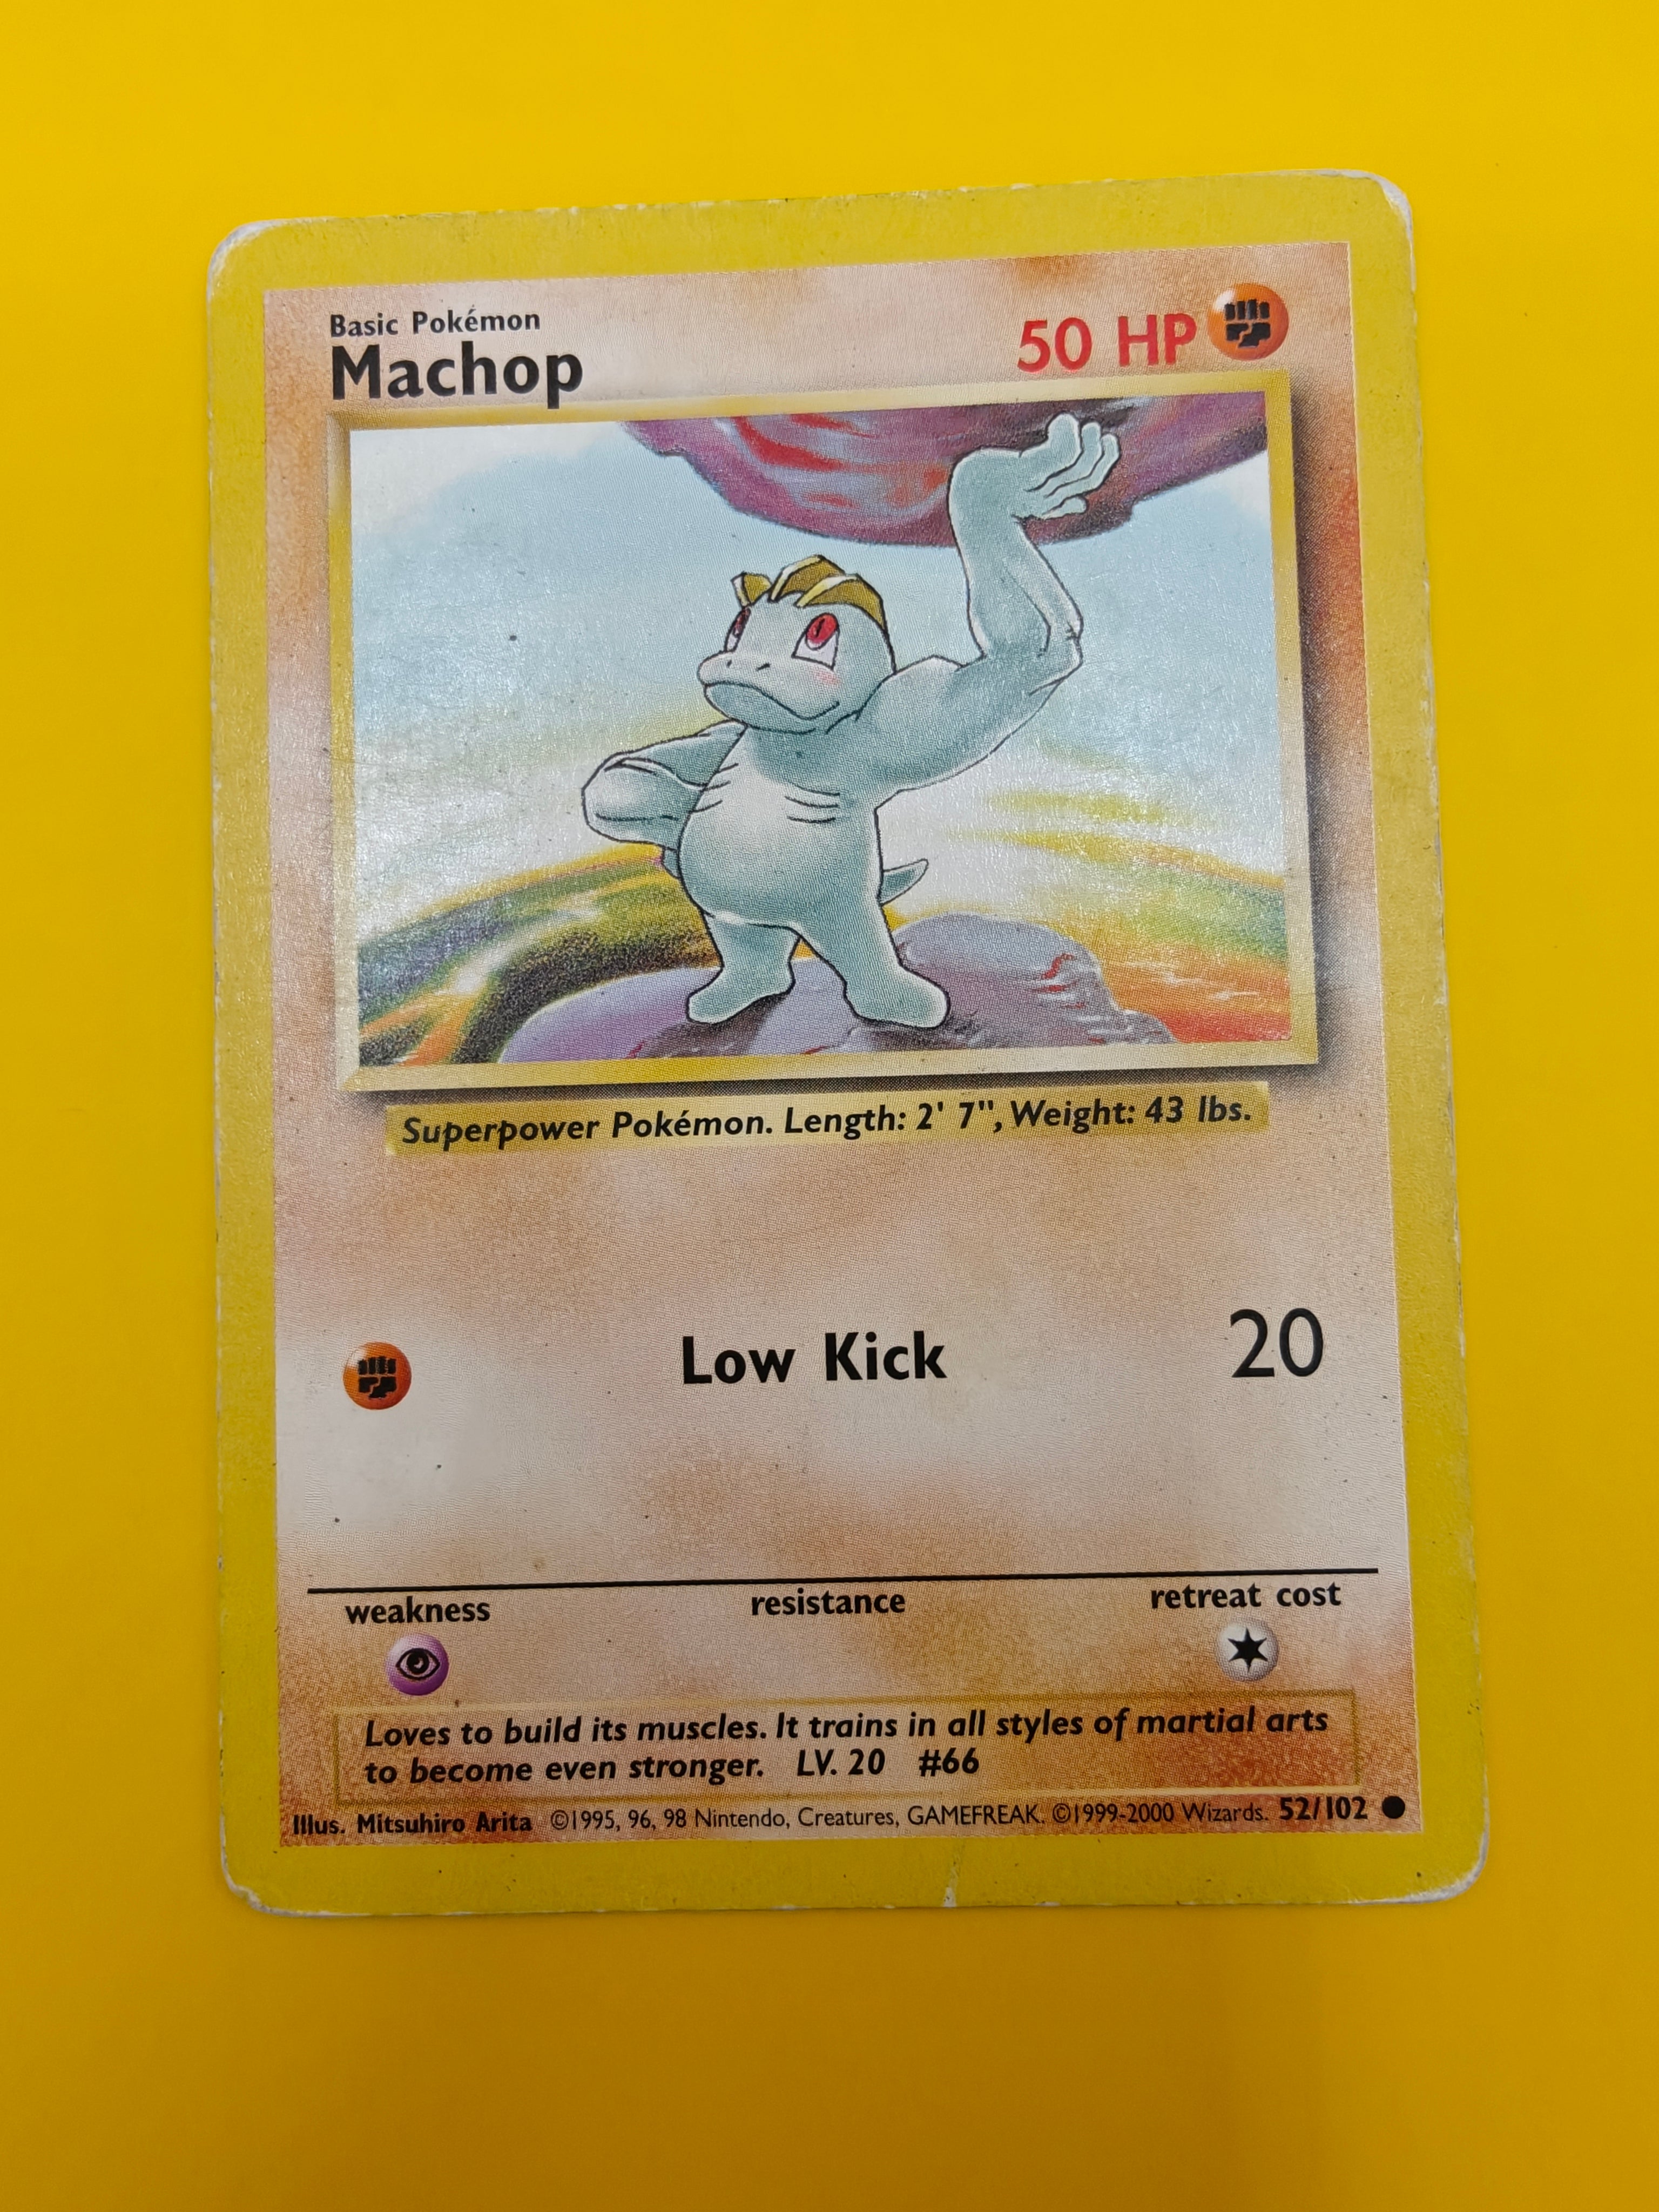 Basic Pokémon
Machop
50 HP
Superpower Pokémon. Length: 2' 7", Weight: 43 lbs.
Low Kick 20
weakness resistance retreat cost
Loves to build its muscles. It trains in all styles of martial arts
to become even stronger. LV. 20 #66
Illus. Mitsuhiro Arita ©1995, 96, 98 Nintendo, Creatures, GAMEFREAK. ©1999-2000 Wizards. 52/102